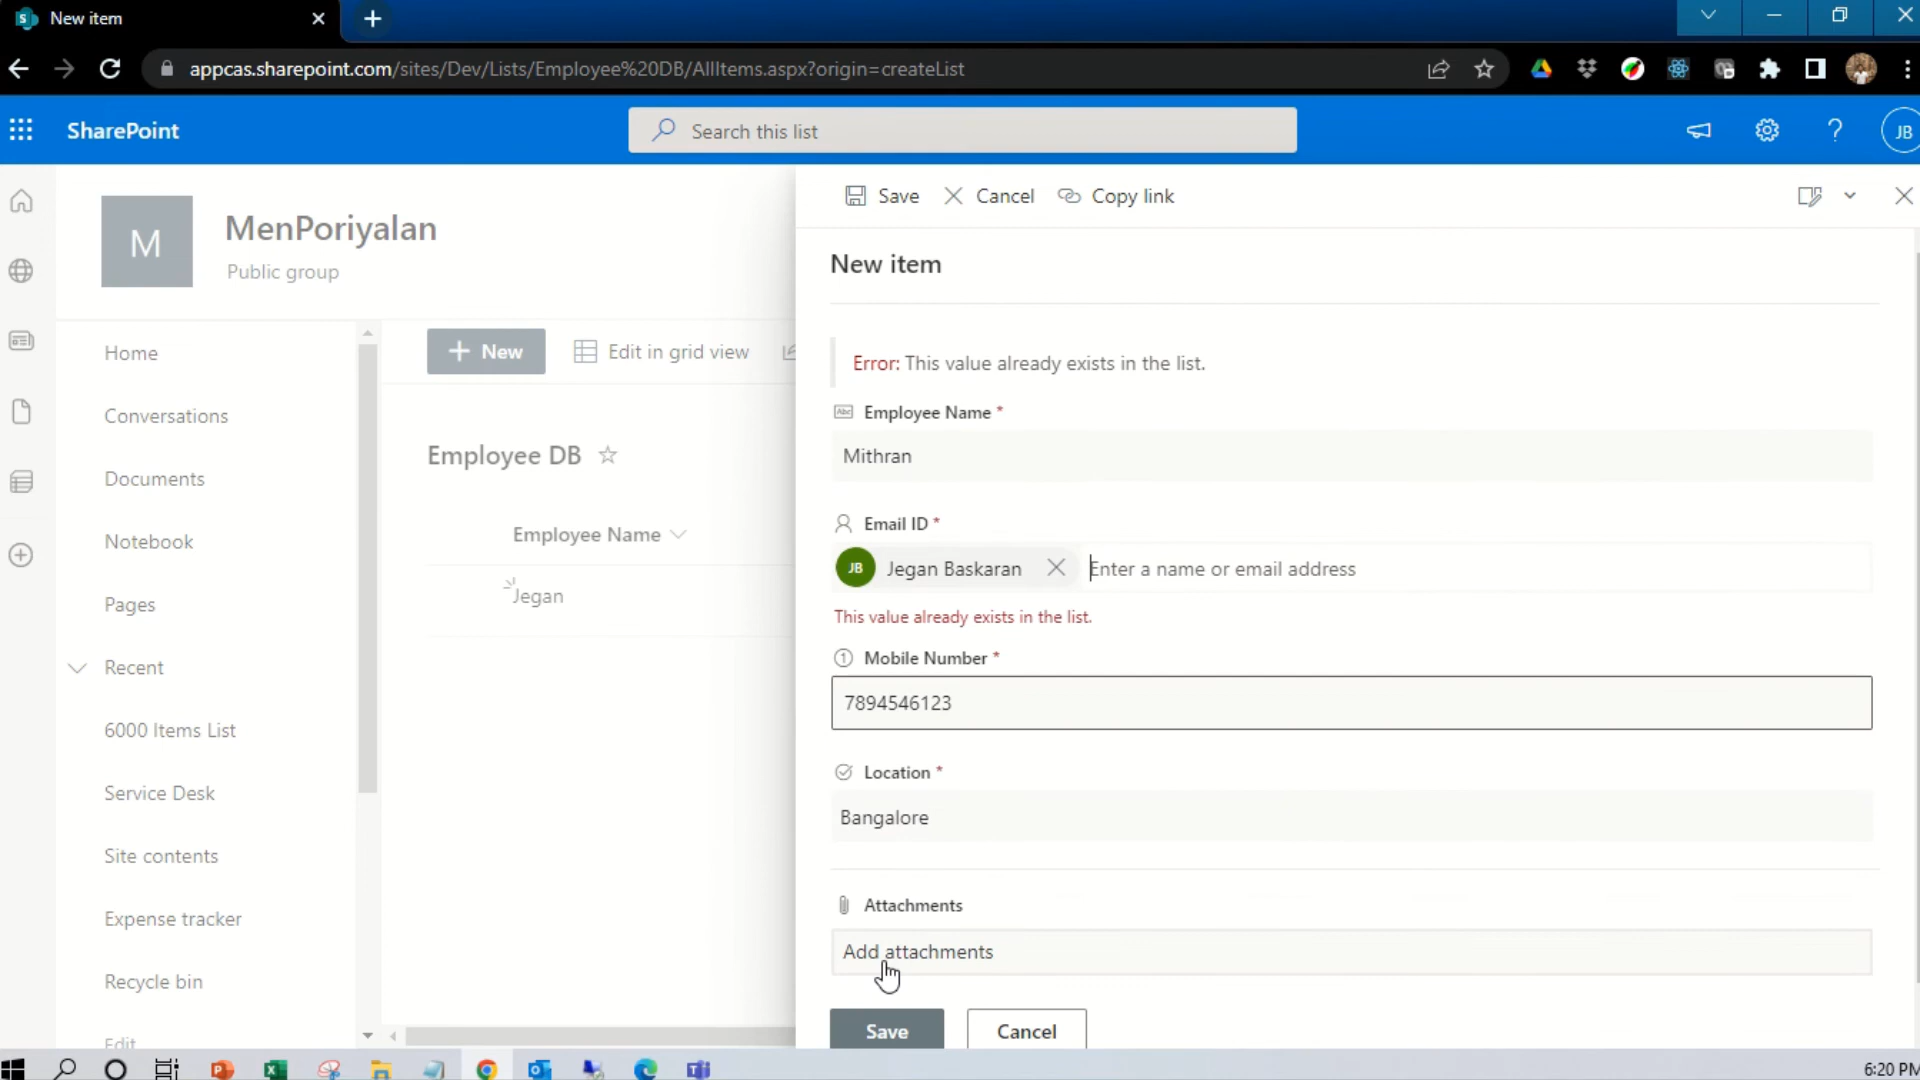 New item
appcas.sharepoint.com/sites/Dev/Lists/Employee%20DB/AllItems.aspx?origin=createList
SharePoint
Search this list
JB
M
MenPoriyalan
Public group
Save
Cancel
Copy link
New item
Home
Conversations
Documents
Notebook
Pages
Recent
6000 Items List
Service Desk
Site contents
Expense tracker
Recycle bin
Edit
New
Edit in grid view
Employee DB
Employee Name
Jegan
Error: This value already exists in the list.
Abc Employee Name *
Mithran
Email ID *
JB Jegan Baskaran Enter a name or email address
This value already exists in the list.
1 Mobile Number *
7894546123
Location *
Bangalore
Attachments
Add attachments
Save
Cancel
6:20 PM